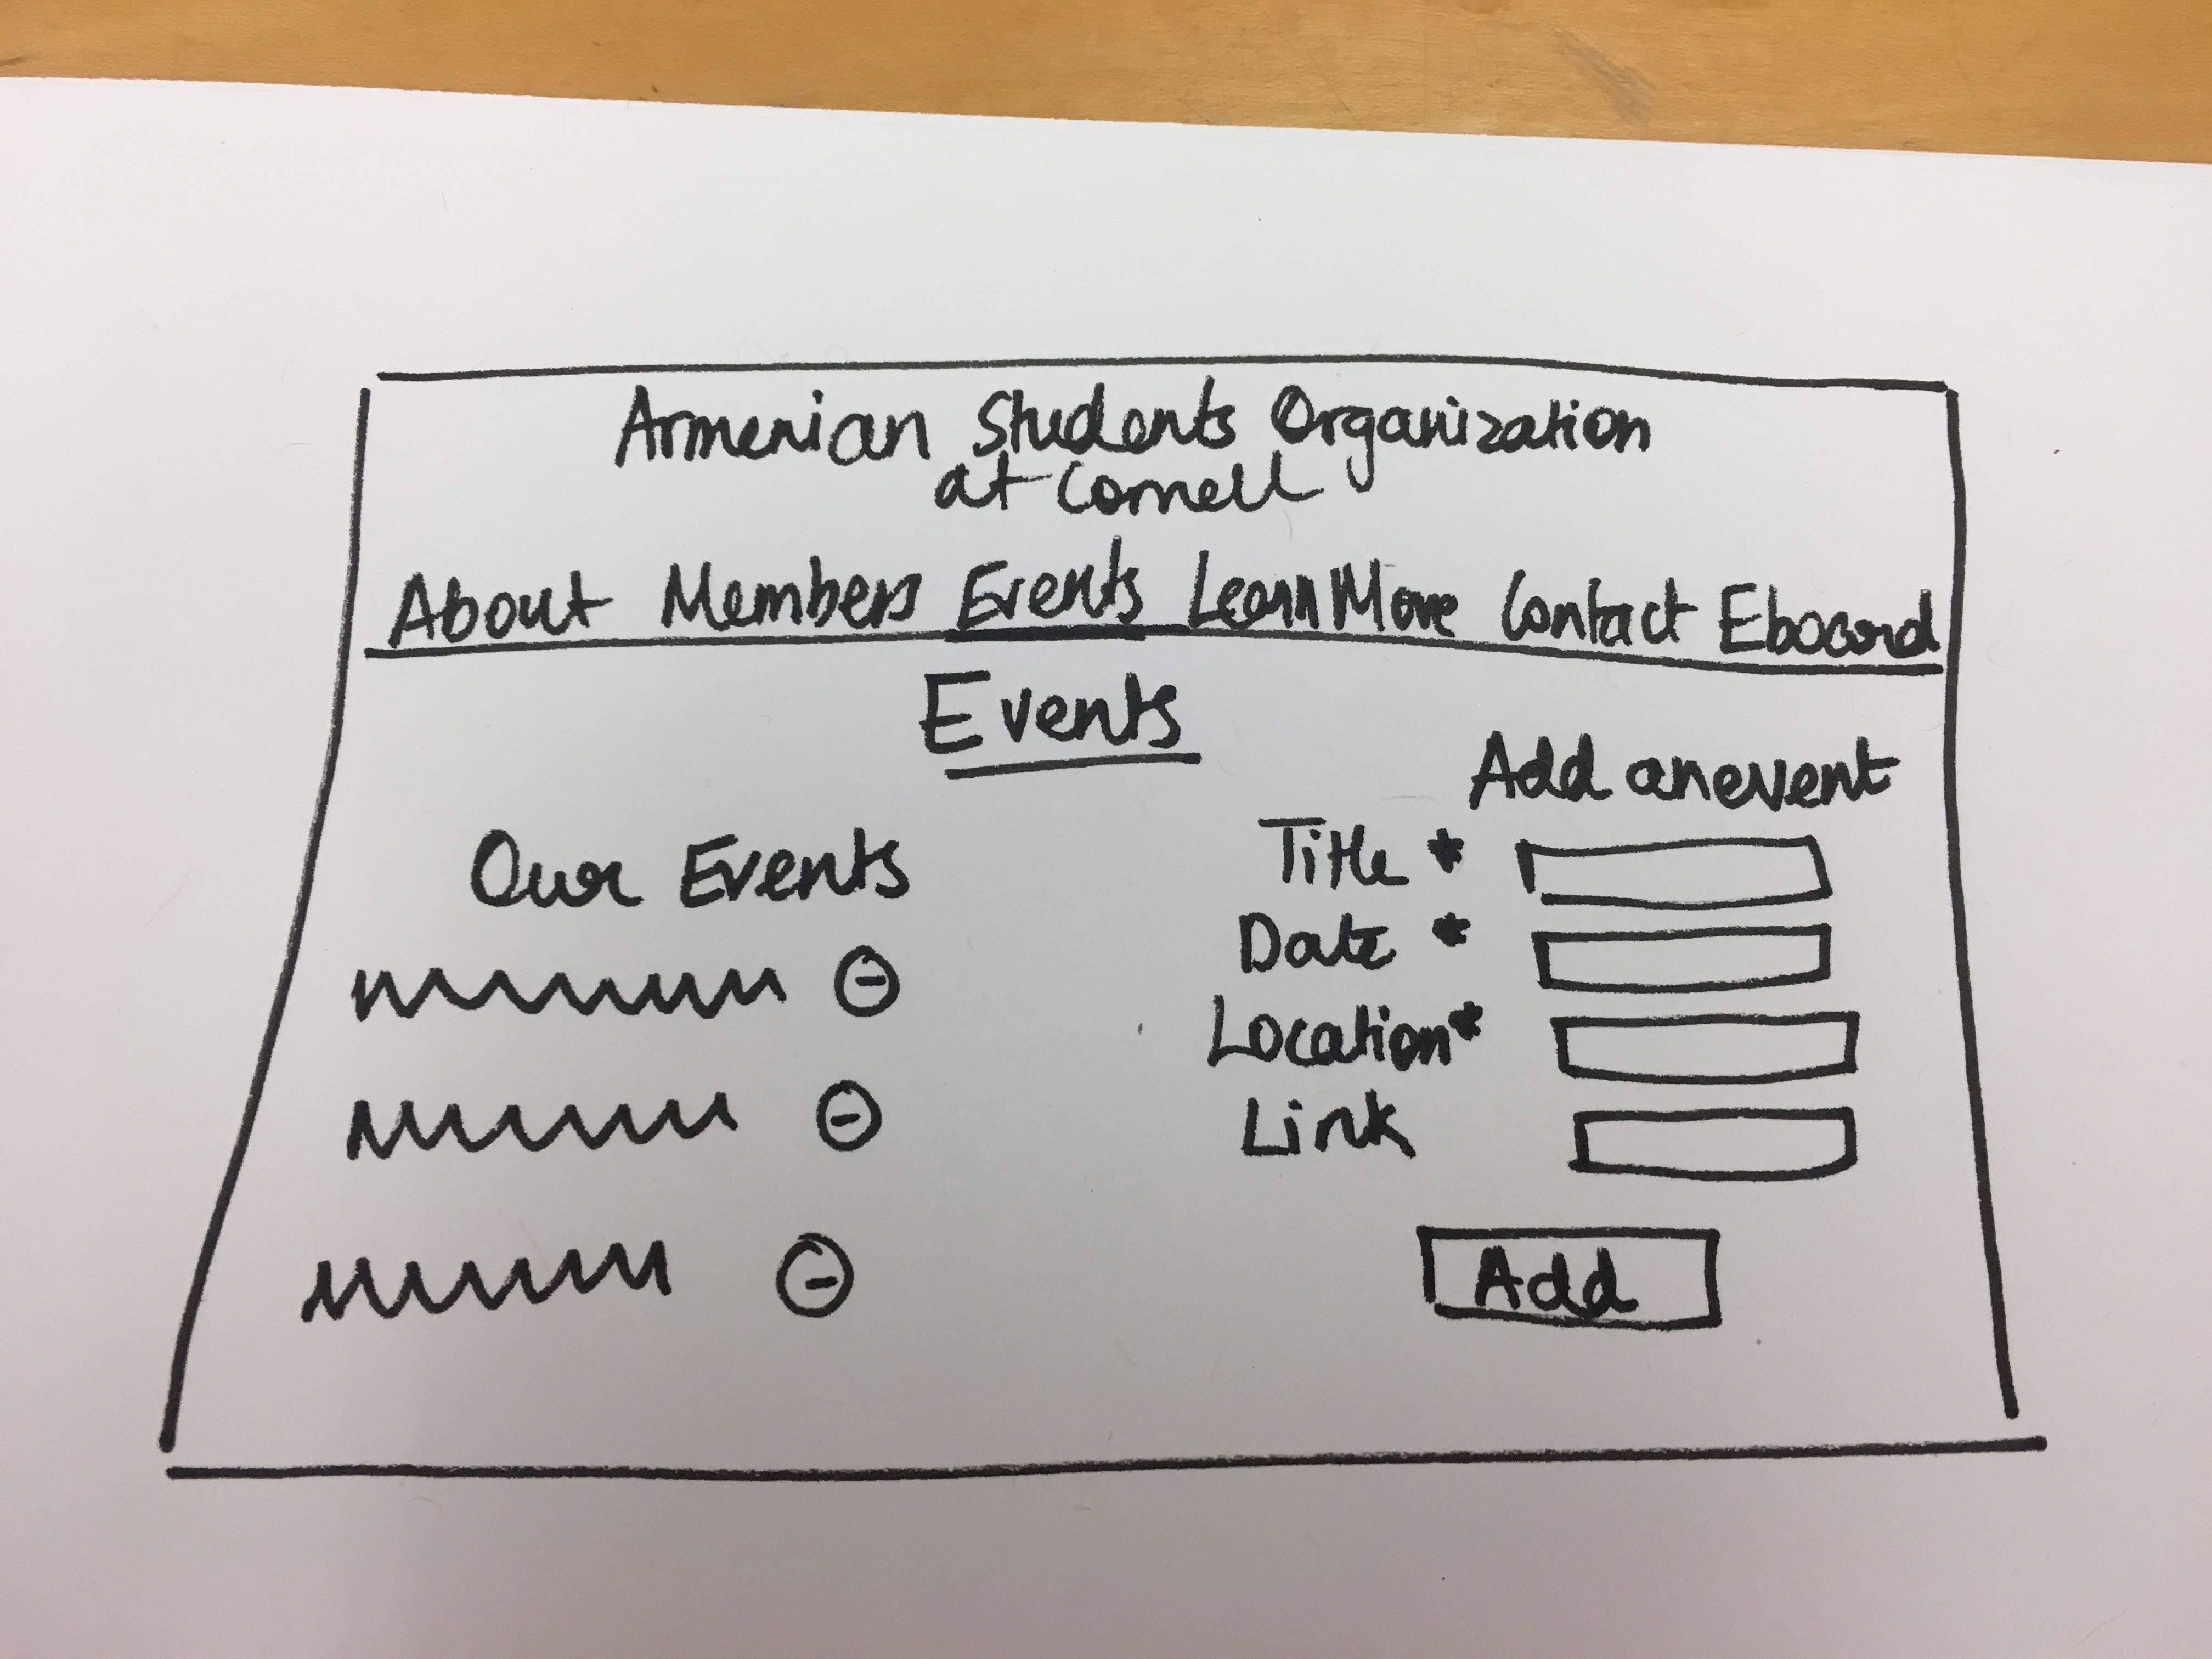 Armenian Students Organization
at Cornell
About Members Events Learn More Contact Eboard
Events
Add an event
Our Events
Title *
Date *
Location *
Link
Add